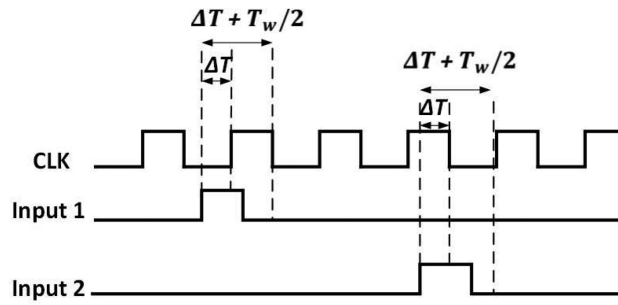 ΔT + T_w/2
ΔT
ΔT + T_w/2
ΔT
CLK
Input 1
Input 2